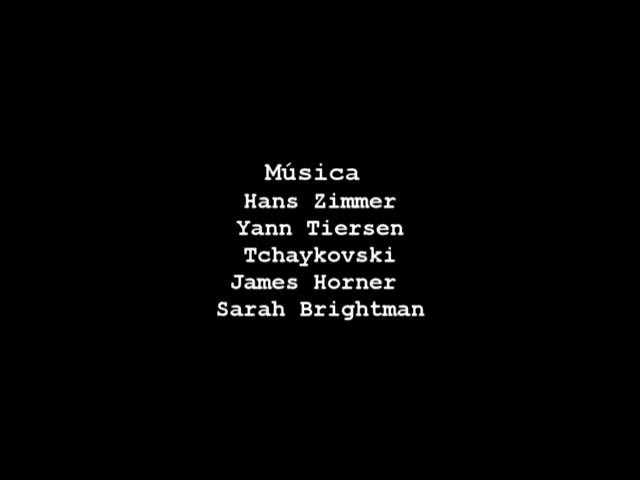 Música
Hans Zimmer
Yann Tiersen
Tchaykovski
James Horner
Sarah Brightman